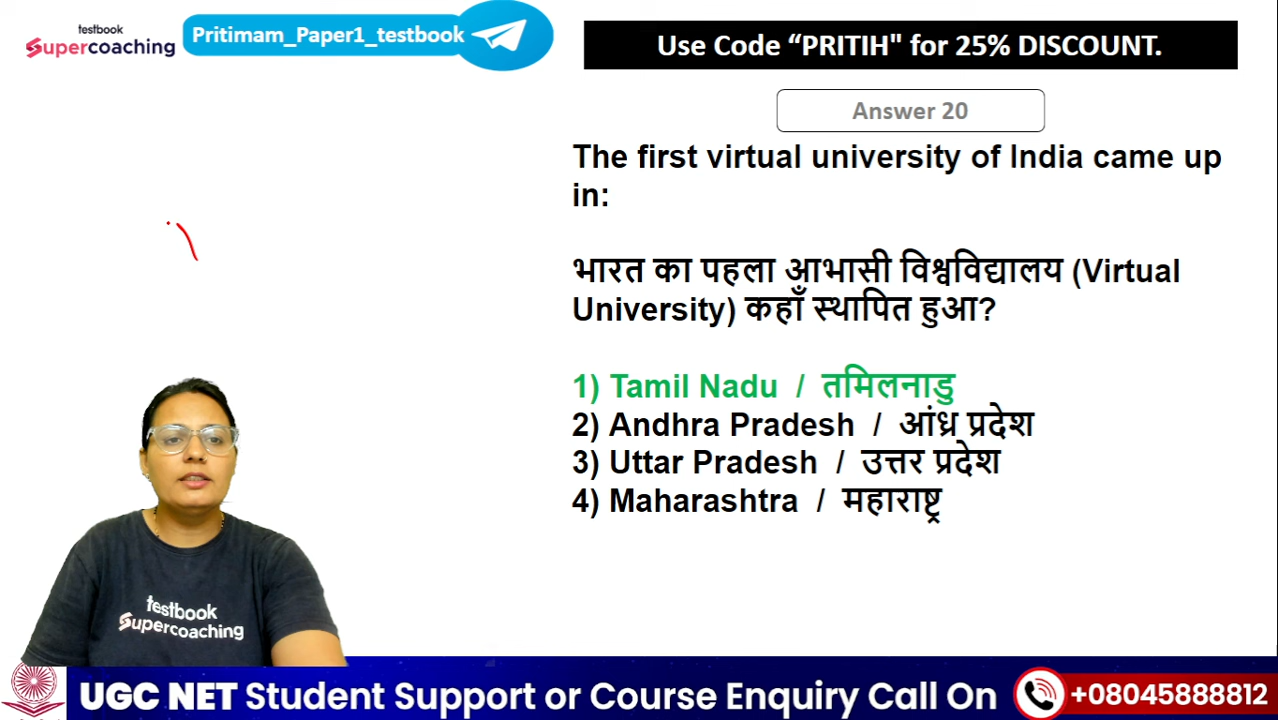 testbook
Supercoaching
Pritimam_Paper1_testbook
Use Code “PRITIH" for 25% DISCOUNT.
Answer 20
The first virtual university of India came up
in:
भारत का पहला आभासी विश्वविद्यालय (Virtual
University) कहाँ स्थापित हुआ?
1) Tamil Nadu / तमिलनाडु
2) Andhra Pradesh / आंध्र प्रदेश
3) Uttar Pradesh / उत्तर प्रदेश
4) Maharashtra / महाराष्ट्र
testbook
Supercoaching
UGC NET Student Support or Course Enquiry Call On
+08045888812